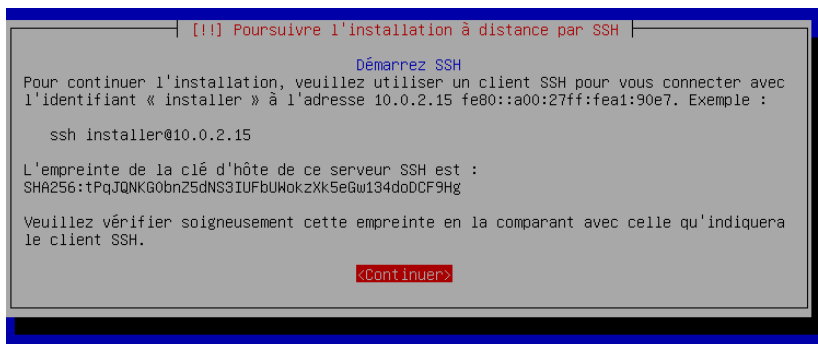 [!!] Poursuivre l'installation à distance par SSH
Démarrez SSH
Pour continuer l'installation, veuillez utiliser un client SSH pour vous connecter avec
l'identifiant « installer » à l'adresse 10.0.2.15 fe80::a00:27ff:fea1:90e7. Exemple :
ssh installer@10.0.2.15
L'empreinte de la clé d'hôte de ce serveur SSH est :
SHA256:tPqJQNKG0bnZ5dNS3IUFbUWokzXk5eGw134doDCF9Hg
Veuillez vérifier soigneusement cette empreinte en la comparant avec celle qu'indiquera
le client SSH.
<Continuer>